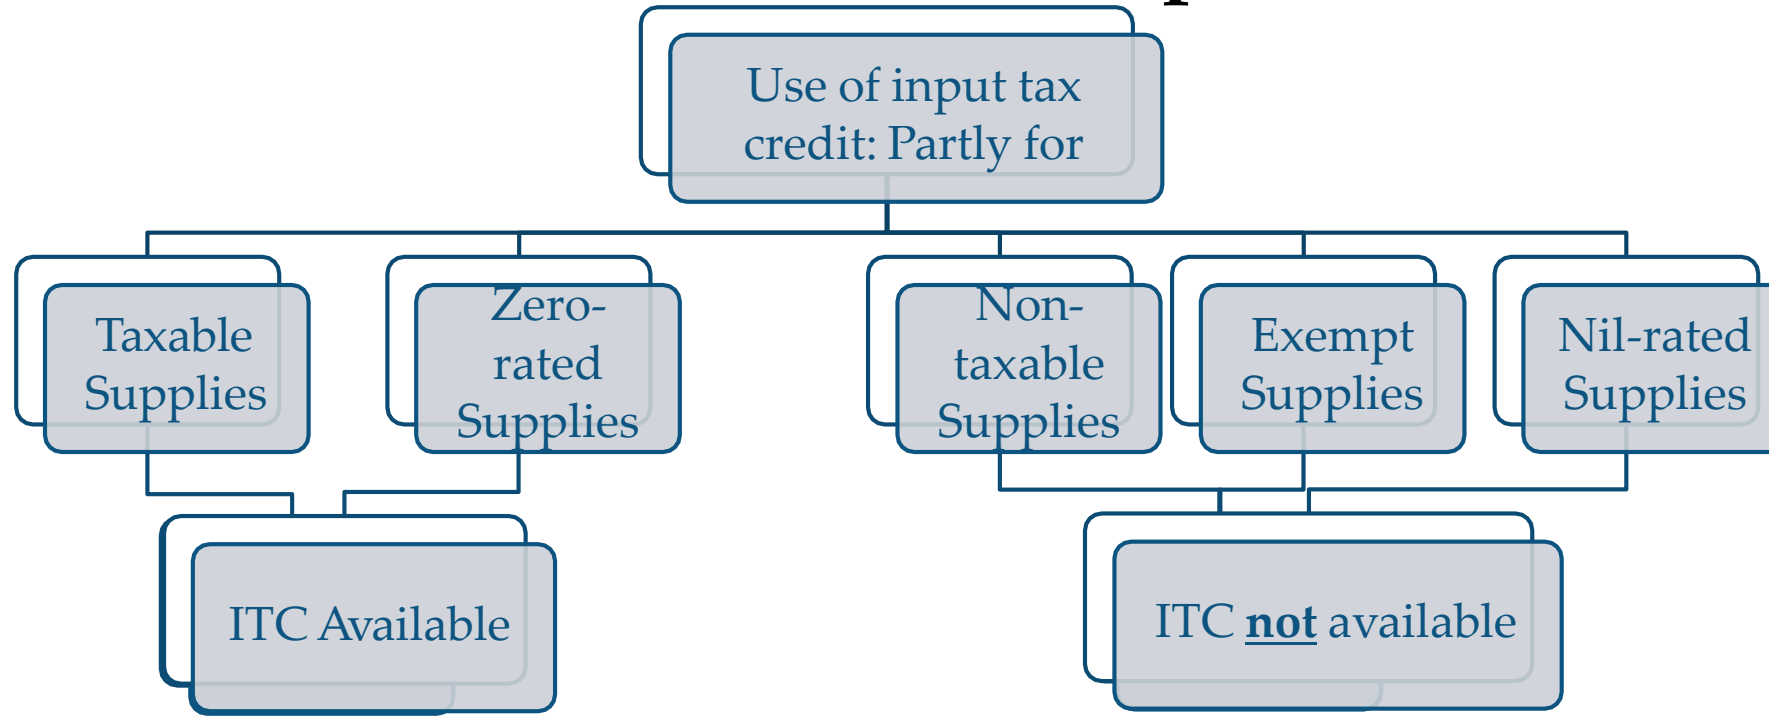 Use of input tax
credit: Partly for
Taxable
Supplies
Zero-
rated
Supplies
Non-
taxable
Supplies
Exempt
Supplies
Nil-rated
Supplies
ITC Available
ITC not available